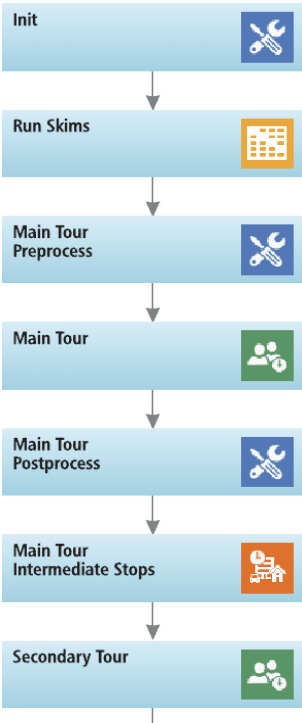 Init
Run Skims
Main Tour
Preprocess
Main Tour
Main Tour
Postprocess
Main Tour
Intermediate Stops
Secondary Tour